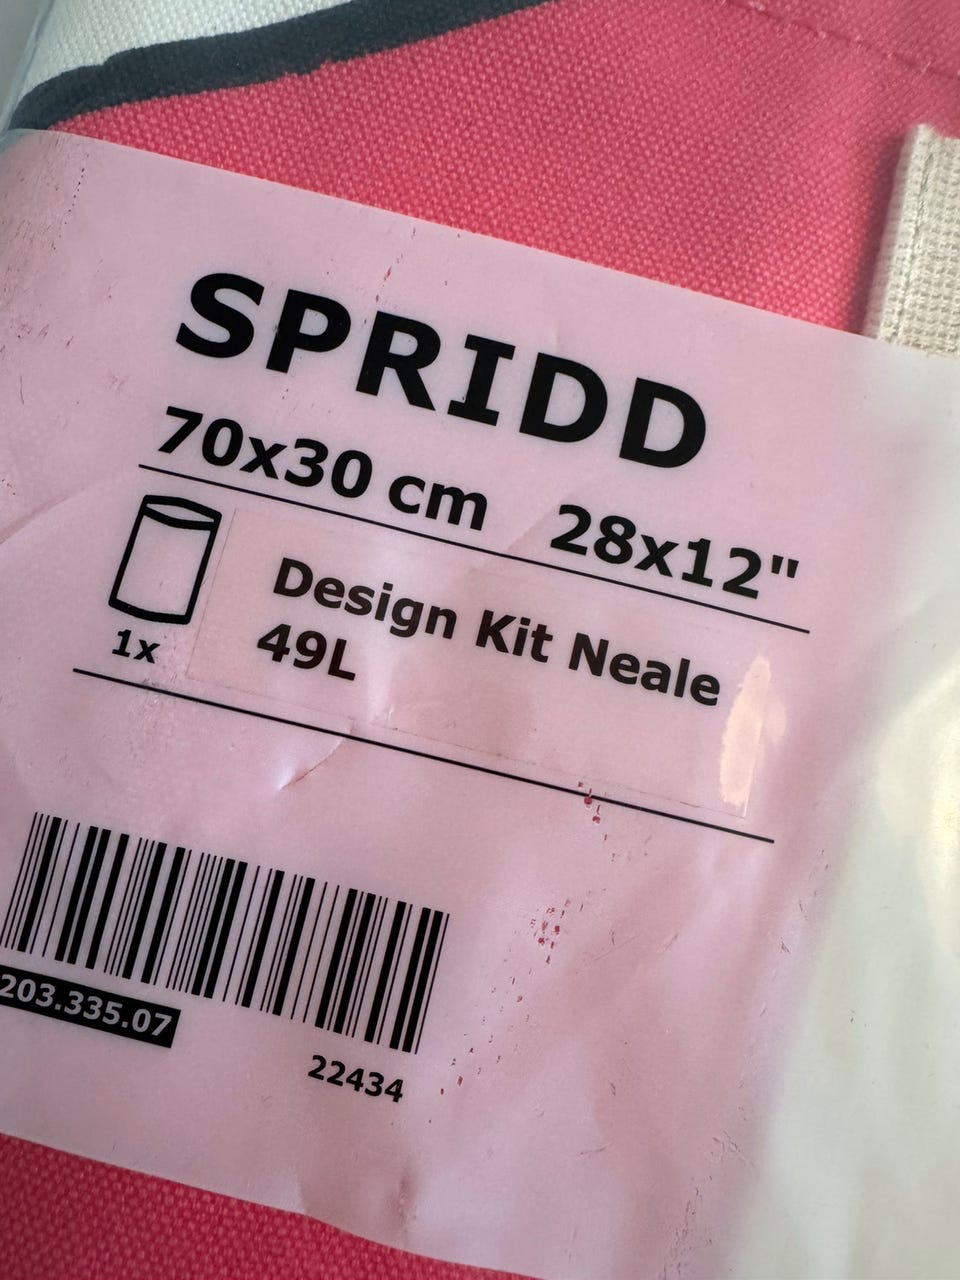 SPRIDD
70x30 cm 28x12"
Design Kit Neale
49L
1x
203.335.07
22434